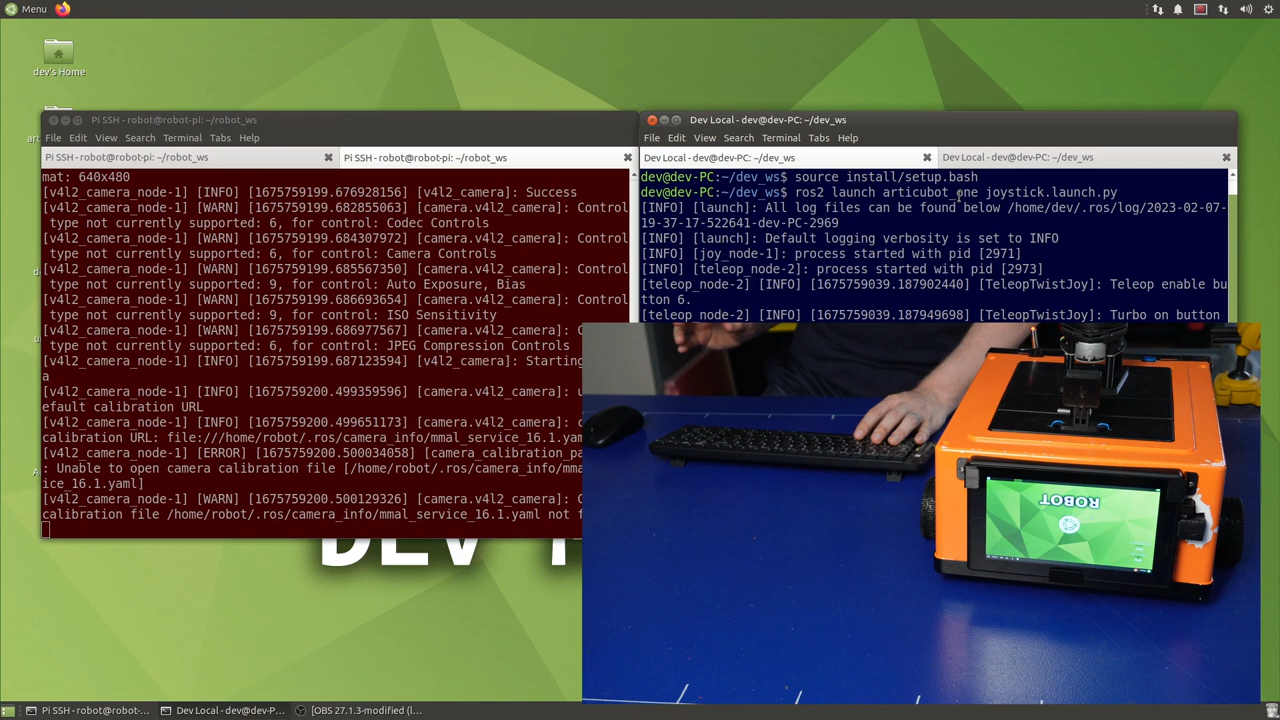 Menu
dev's Home
art
Pi SSH - robot@robot-pi: ~/robot_ws
File Edit View Search Terminal Tabs Help
Pi SSH - robot@robot-pi: ~/robot_ws
Pi SSH - robot@robot-pi: ~/robot_ws
mat: 640x480
[v4l2_camera_node-1] [INFO] [1675759199.676928156] [v4l2_camera]: Success
[v4l2_camera_node-1] [WARN] [1675759199.682855063] [camera.v4l2_camera]: Control
type not currently supported: 6, for control: Codec Controls
[v4l2_camera_node-1] [WARN] [1675759199.684307972] [camera.v4l2_camera]: Control
type not currently supported: 6, for control: Camera Controls
[v4l2_camera_node-1] [WARN] [1675759199.685567350] [camera.v4l2_camera]: Control
type not currently supported: 9, for control: Auto Exposure, Bias
[v4l2_camera_node-1] [WARN] [1675759199.686693654] [camera.v4l2_camera]: Control
type not currently supported: 9, for control: ISO Sensitivity
[v4l2_camera_node-1] [WARN] [1675759199.686977567] [camera.v4l2_camera]: Control
type not currently supported: 6, for control: JPEG Compression Controls
[v4l2_camera_node-1] [INFO] [1675759199.687123594] [v4l2_camera]: Starting
a
[v4l2_camera_node-1] [INFO] [1675759200.499359596] [camera.v4l2_camera]: u
efault calibration URL
[v4l2_camera_node-1] [INFO] [1675759200.499651173] [camera.v4l2_camera]: c
calibration URL: file:///home/robot/.ros/camera_info/mmal_service_16.1.yam
[v4l2_camera_node-1] [ERROR] [1675759200.500034058] [camera_calibration_pa
: Unable to open camera calibration file [/home/robot/.ros/camera_info/mma
ice_16.1.yaml]
[v4l2_camera_node-1] [WARN] [1675759200.500129326] [camera.v4l2_camera]: C
calibration file /home/robot/.ros/camera_info/mmal_service_16.1.yaml not f
Dev Local - dev@dev-PC: ~/dev_ws
File Edit View Search Terminal Tabs Help
Dev Local - dev@dev-PC: ~/dev_ws
Dev Local - dev@dev-PC: ~/dev_ws
dev@dev-PC:~/dev_ws$ source install/setup.bash
dev@dev-PC:~/dev_ws$ ros2 launch articubot_one joystick.launch.py
[INFO] [launch]: All log files can be found below /home/dev/.ros/log/2023-02-07-
19-37-17-522641-dev-PC-2969
[INFO] [launch]: Default logging verbosity is set to INFO
[INFO] [joy_node-1]: process started with pid [2971]
[INFO] [teleop_node-2]: process started with pid [2973]
[teleop_node-2] [INFO] [1675759039.187902440] [TeleopTwistJoy]: Teleop enable bu
tton 6.
[teleop_node-2] [INFO] [1675759039.187949698] [TeleopTwistJoy]: Turbo on button
ROBOT
DEV
Pi SSH - robot@robot-...
Dev Local - dev@dev-P...
[OBS 27.1.3-modified (l...